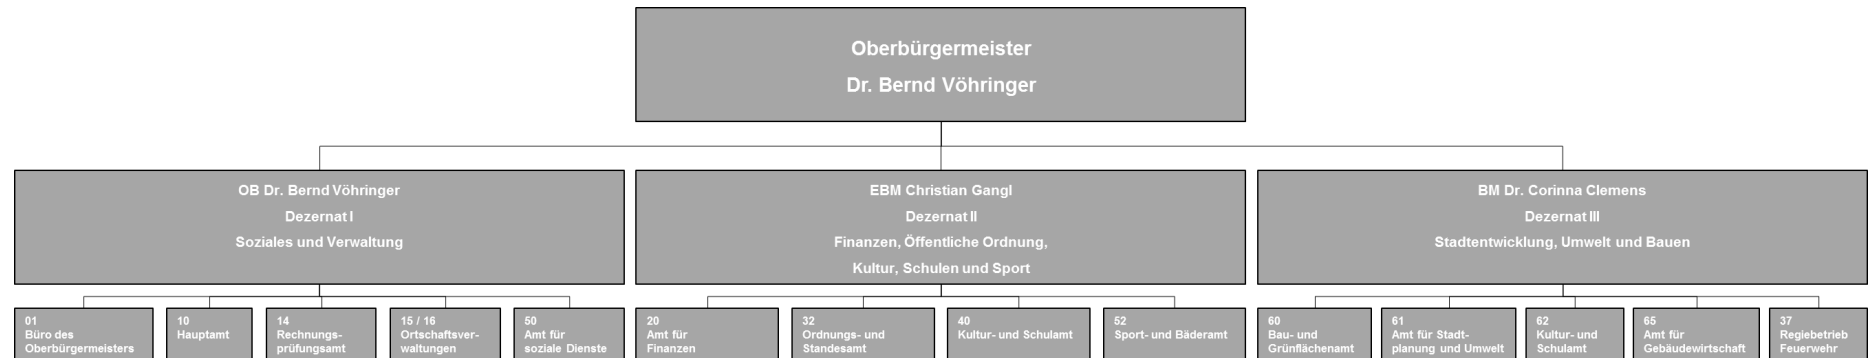 Oberbürgermeister
Dr. Bernd Vöhringer
OB Dr. Bernd Vöhringer
Dezernat I
Soziales und Verwaltung
EBM Christian Gangl
Dezernat II
Finanzen, Öffentliche Ordnung,
Kultur, Schulen und Sport
BM Dr. Corinna Clemens
Dezernat III
Stadtentwicklung, Umwelt und Bauen
01
Büro des
Oberbürgermeisters
10
Hauptamt
14
Rechnungs-
prüfungsamt
15 / 16
Ortschaftsver-
waltungen
50
Amt für
soziale Dienste
20
Amt für
Finanzen
32
Ordnungs- und
Standesamt
40
Kultur- und Schulamt
52
Sport- und Bäderamt
60
Bau- und
Grünflächenamt
61
Amt für Stadt-
planung und Umwelt
62
Kultur- und
Schulamt
65
Amt für
Gebäudewirtschaft
37
Regiebetrieb
Feuerwehr